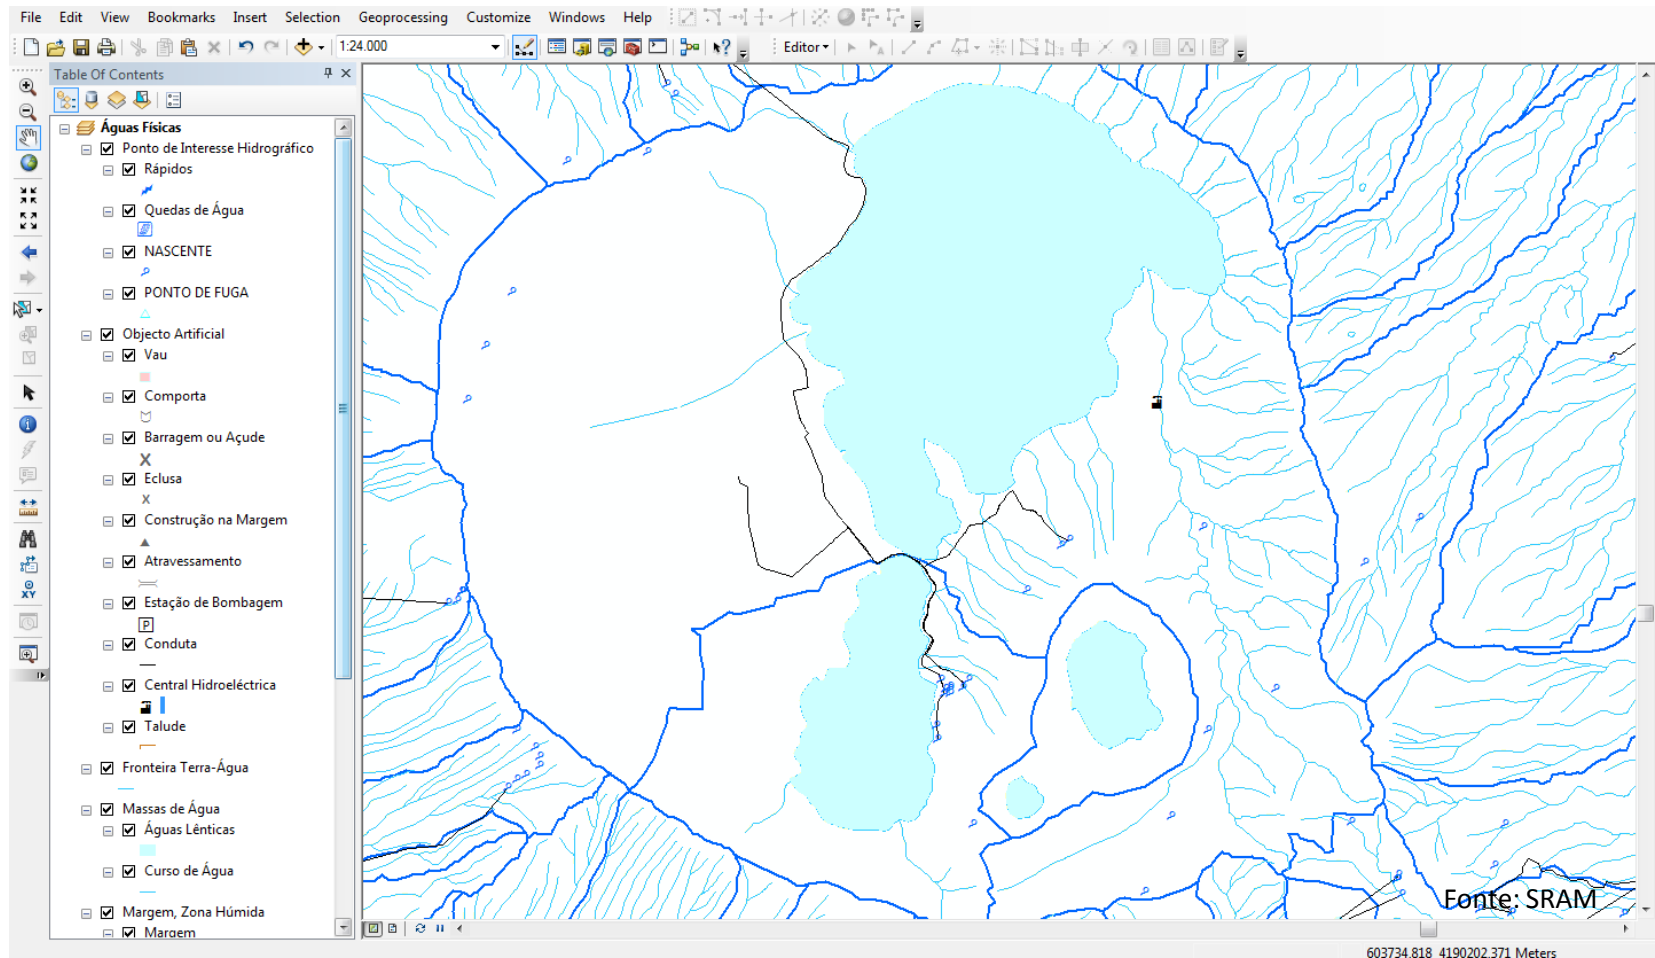 File Edit View Bookmarks Insert Selection Geoprocessing Customize Windows Help
1:24.000
Editor
Table Of Contents
Águas Físicas
Ponto de Interesse Hidrográfico
Rápidos
Quedas de Água
NASCENTE
PONTO DE FUGA
Objecto Artificial
Vau
Comporta
Barragem ou Açude
Eclusa
Construção na Margem
Atravessamento
Estação de Bombagem
P
Conduta
Central Hidroeléctrica
Talude
Fronteira Terra-Água
Massas de Água
Águas Lênticas
Curso de Água
Margem, Zona Húmida
Margem
XY
Fonte: SRAM
603734.818 4190202.371 Meters